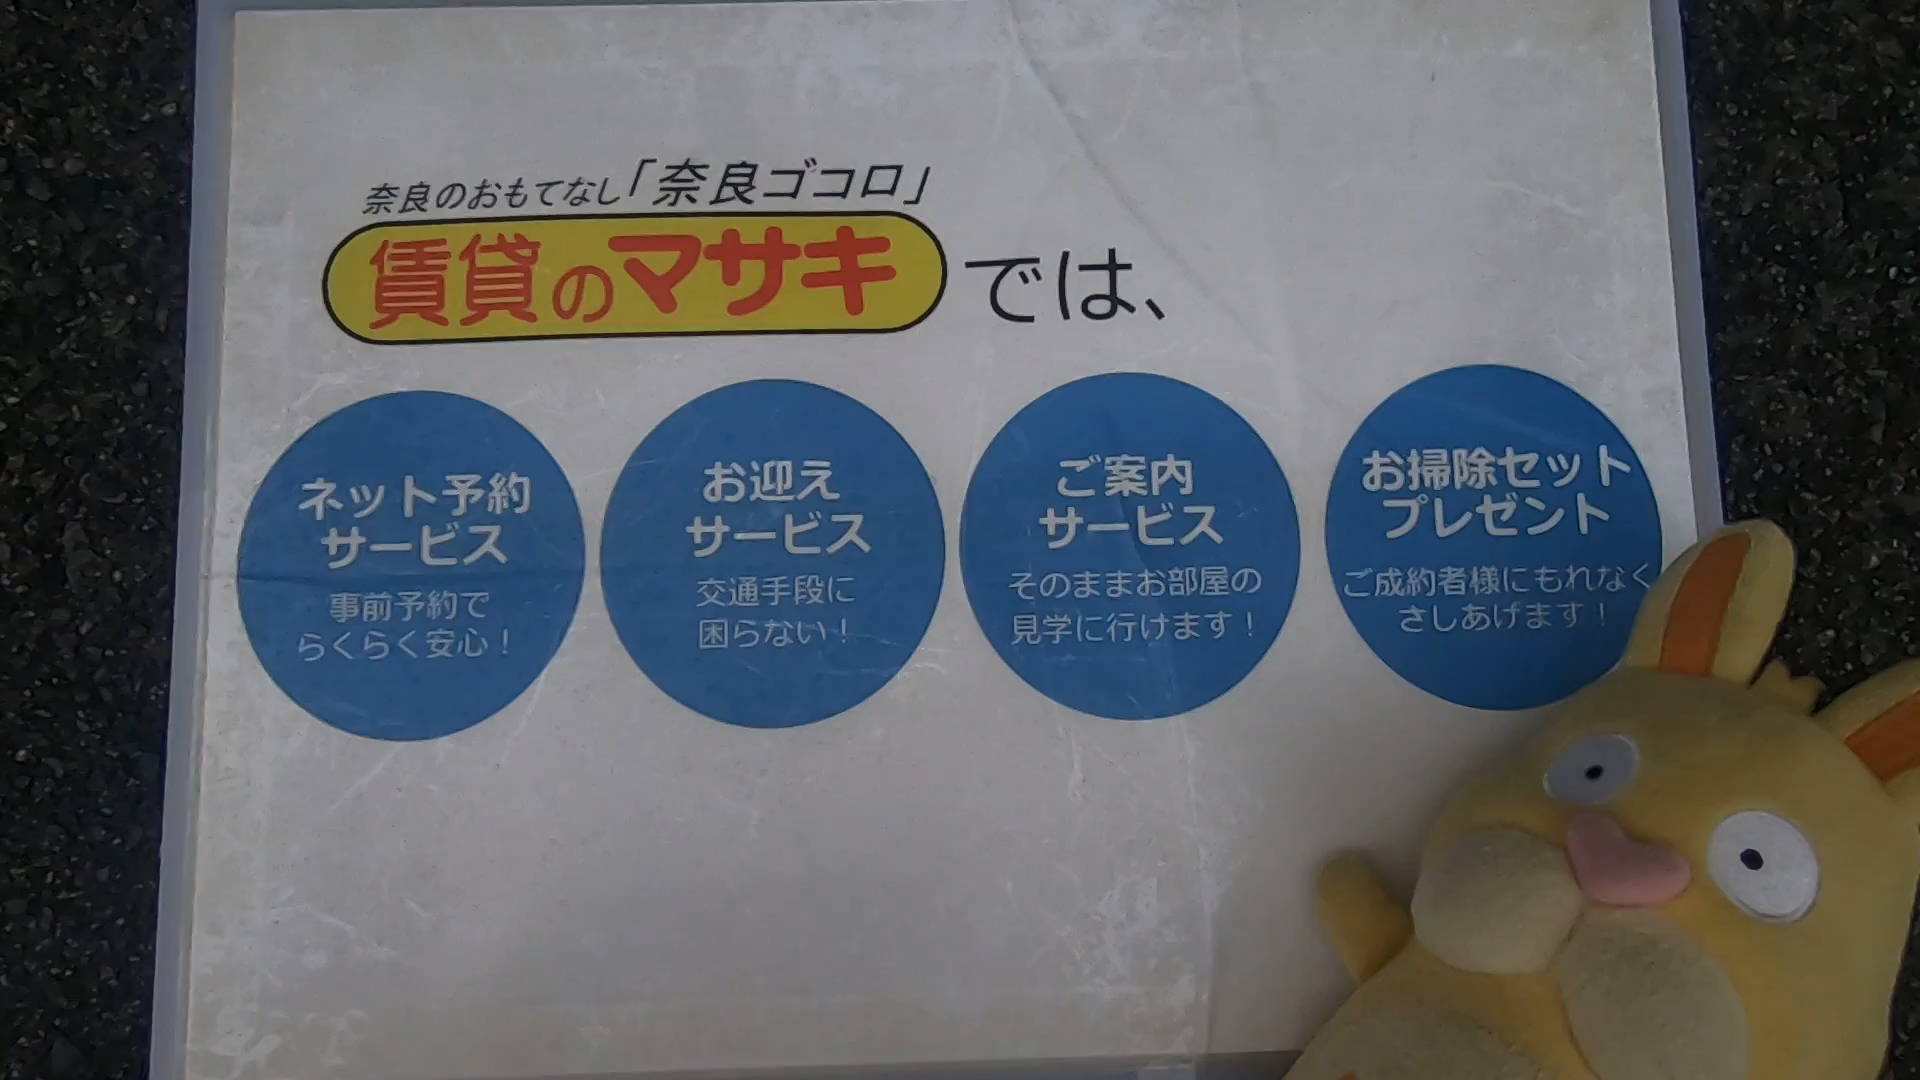 奈良のおもてなし「奈良ゴコロ」
賃貸のマサキでは、
ネット予約
サービス
事前予約で
らくらく安心！
お迎え
サービス
交通手段に
困らない！
ご案内
サービス
そのままお部屋の
見学に行けます！
お掃除セット
プレゼント
ご成約者様にもれなく
さしあげます！